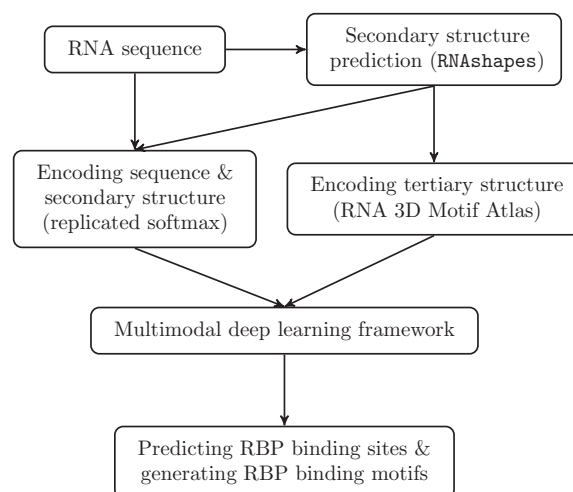 RNA sequence
Secondary structure
prediction (RNAshapes)
Encoding sequence &
secondary structure
(replicated softmax)
Encoding tertiary structure
(RNA 3D Motif Atlas)
Multimodal deep learning framework
Predicting RBP binding sites &
generating RBP binding motifs